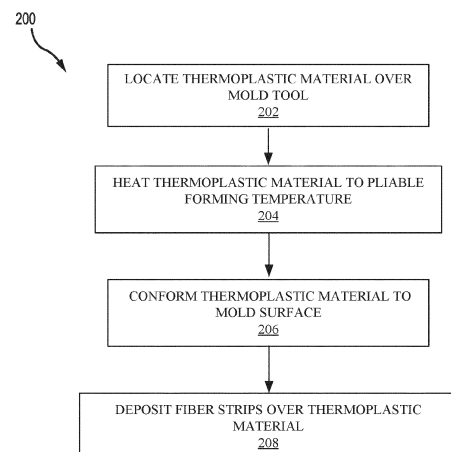 200
LOCATE THERMOPLASTIC MATERIAL OVER
MOLD TOOL
202
HEAT THERMOPLASTIC MATERIAL TO PLIABLE
FORMING TEMPERATURE
204
CONFORM THERMOPLASTIC MATERIAL TO
MOLD SURFACE
206
DEPOSIT FIBER STRIPS OVER THERMOPLASTIC
MATERIAL
208